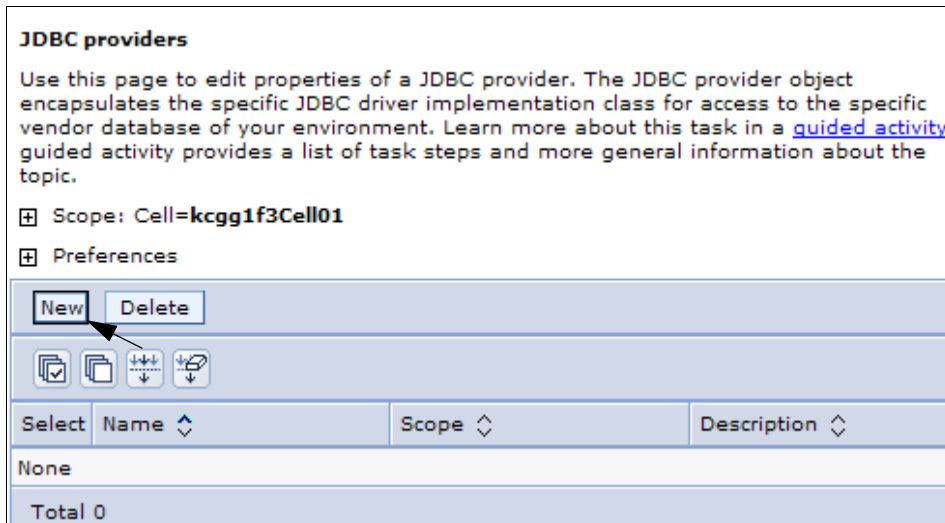 JDBC providers
Use this page to edit properties of a JDBC provider. The JDBC provider object
encapsulates the specific JDBC driver implementation class for access to the specific
vendor database of your environment. Learn more about this task in a guided activity
guided activity provides a list of task steps and more general information about the
topic.
Scope: Cell=kcgg1f3Cell01
Preferences
New Delete
Select Name Scope Description
None
Total 0